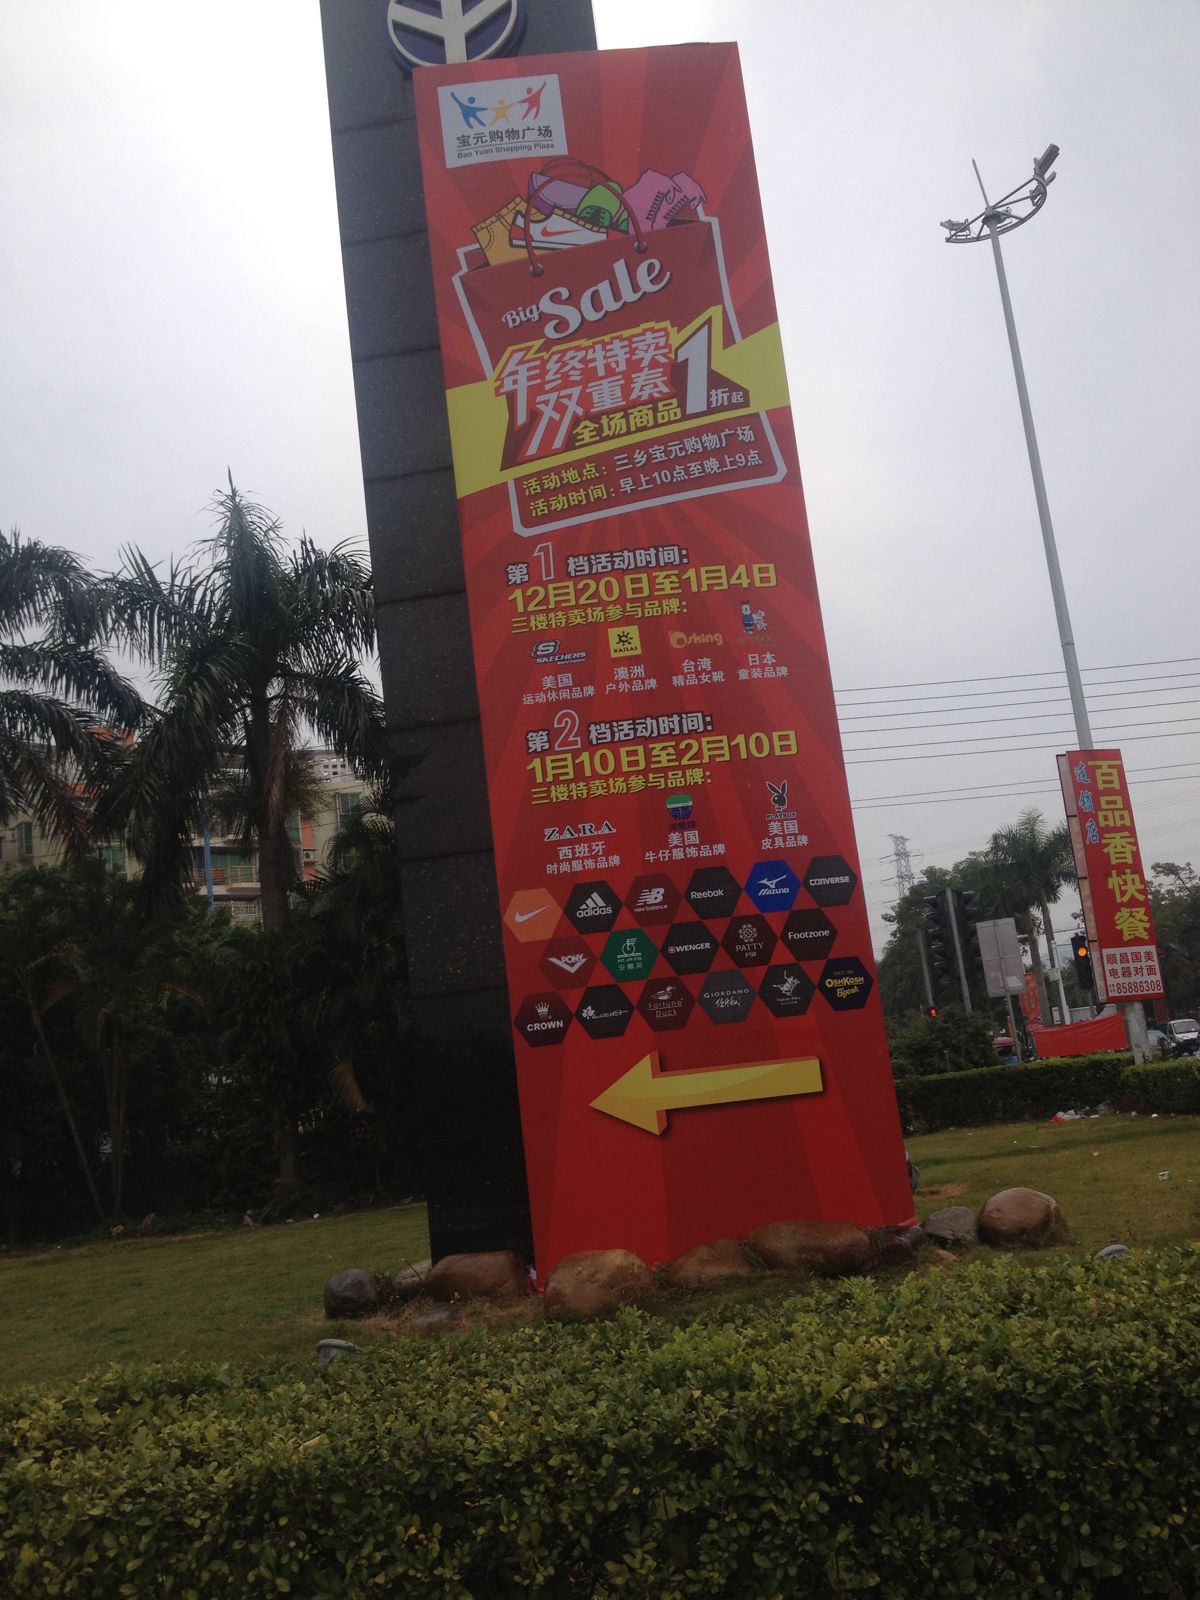 宝元购物广场
Bao Yuan Shopping Plaza
Big Sale
年终特卖
双重奏
全场商品1折起
活动地点：三乡宝元购物广场
活动时间：早上10点至晚上9点
第1档活动时间：
12月20日至1月4日
三楼特卖场参与品牌：
SKECHERS KAILAS Oshing
美国 澳洲 台湾 日本
运动休闲品牌 户外品牌 精品女靴 童装品牌
第2档活动时间：
1月10日至2月10日
三楼特卖场参与品牌：
ZARA PLAYBOY
西班牙 美国 美国
时尚服饰品牌 牛仔服饰品牌 皮具品牌
adidas new balance Reebok MIZUNO CONVERSE
PONY WENGER PATTY Footzone
CROWN Fortune Duck GIORDANO OSHKOSH B'gosh
连锁店
百品香快餐
顺昌国美
电器对面
85886308